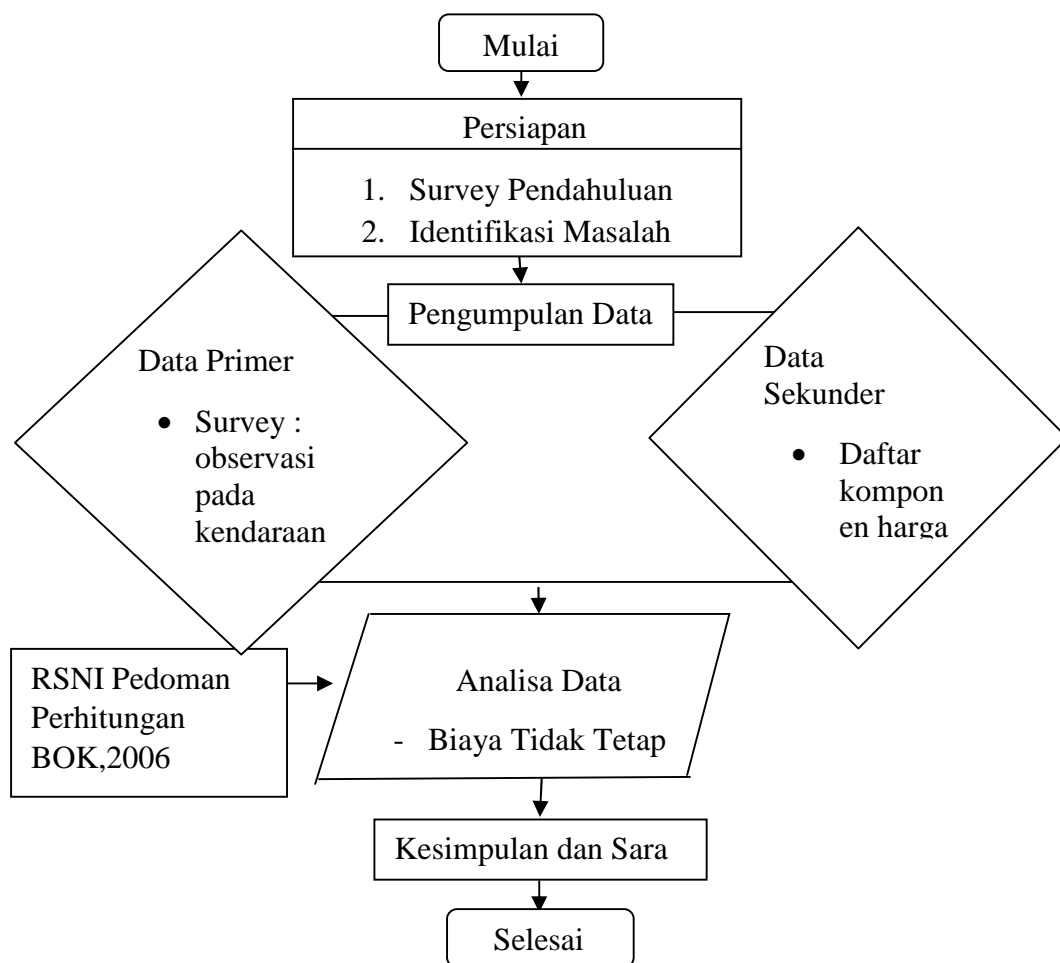 Mulai
Persiapan
1. Survey Pendahuluan
2. Identifikasi Masalah
Pengumpulan Data
Data Primer
• Survey :
observasi
pada
kendaraan
Data
Sekunder
• Daftar
kompon
en harga
RSNI Pedoman
Perhitungan
BOK,2006
Analisa Data
- Biaya Tidak Tetap
Kesimpulan dan Sara
Selesai